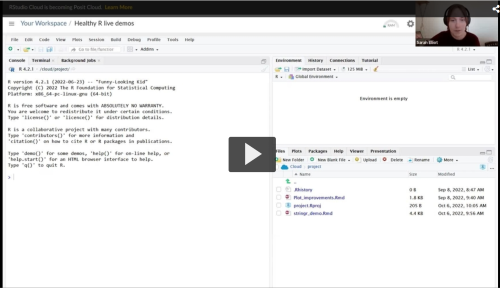 RStudio Cloud is becoming Posit Cloud. Learn More
Your Workspace / Healthy R live demos
Sarah
File Edit Code View Plots Session Build Debug Profile Tools Help
Go to file/function
Addins
R 4.2.1
Console Terminal Background Jobs
R 4.2.1 · /cloud/project/
R version 4.2.1 (2022-06-23) -- "Funny-Looking Kid"
Copyright (C) 2022 The R Foundation for Statistical Computing
Platform: x86_64-pc-linux-gnu (64-bit)
R is free software and comes with ABSOLUTELY NO WARRANTY.
You are welcome to redistribute it under certain conditions.
Type 'license()' or 'licence()' for distribution details.
R is a collaborative project with many contributors.
Type 'contributors()' for more information and
'citation()' on how to cite R or R packages in publications.
Type 'demo()' for some demos, 'help()' for on-line help, or
'help.start()' for an HTML browser interface to help.
Type 'q()' to quit R.
>
Environment History Connections Tutorial
Import Dataset 125 MiB List
R Global Environment
Environment is empty
Files Plots Packages Help Viewer Presentation
New Folder New Blank File Upload Delete Rename More
Cloud project
Name Size Modified
..
.Rhistory 0 B Sep 8, 2022, 8:47 AM
Plot_improvements.Rmd 1.8 KB Sep 8, 2022, 9:40 AM
project.Rproj 205 B Oct 6, 2022, 10:05 AM
stringr_demo.Rmd 4.4 KB Oct 6, 2022, 9:56 AM